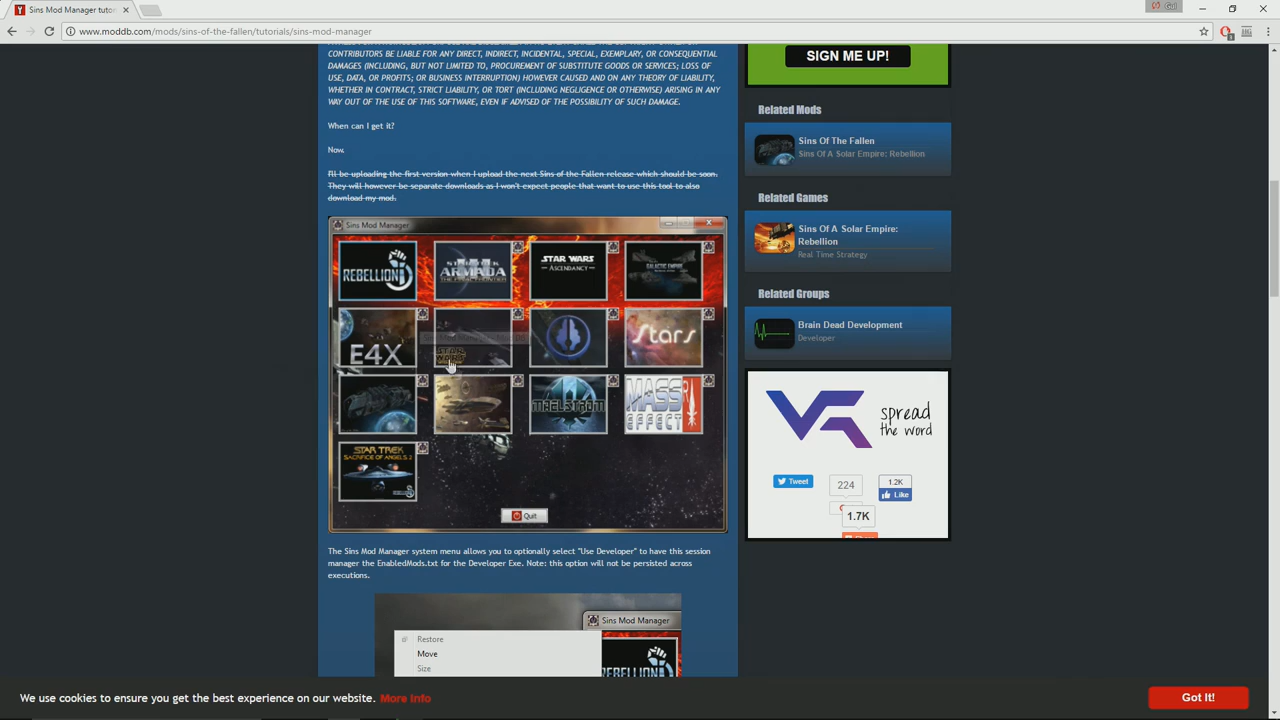 Sins Mod Manager tutor
www.moddb.com/mods/sins-of-the-fallen/tutorials/sins-mod-manager
CONTRIBUTORS BE LIABLE FOR ANY DIRECT, INDIRECT, INCIDENTAL, SPECIAL, EXEMPLARY, OR CONSEQUENTIAL
DAMAGES (INCLUDING, BUT NOT LIMITED TO, PROCUREMENT OF SUBSTITUTE GOODS OR SERVICES; LOSS OF
USE, DATA, OR PROFITS; OR BUSINESS INTERRUPTION) HOWEVER CAUSED AND ON ANY THEORY OF LIABILITY,
WHETHER IN CONTRACT, STRICT LIABILITY, OR TORT (INCLUDING NEGLIGENCE OR OTHERWISE) ARISING IN ANY
WAY OUT OF THE USE OF THIS SOFTWARE, EVEN IF ADVISED OF THE POSSIBILITY OF SUCH DAMAGE.
When can I get it?
Now.
I'll be uploading the first version when I upload the next Sins of the Fallen release which should be soon.
They will however be separate downloads as I won't expect people that want to use this tool to also
download my mod.
Sins Mod Manager
REBELLION
STAR TREK
ARMADA
STAR WARS
ASCENDANCY
GALACTIC EMPIRE
E4X
STAR WARS
Stars
MAELSTROM
MASS EFFECT
STAR TREK
SACRIFICE OF ANGELS 2
Quit
The Sins Mod Manager system menu allows you to optionally select "Use Developer" to have this session
manager the EnabledMods.txt for the Developer Exe. Note: this option will not be persisted across
executions.
Sins Mod Manager
Restore
Move
Size
REBELLION
SIGN ME UP!
Related Mods
Sins Of The Fallen
Sins Of A Solar Empire: Rebellion
Related Games
Sins Of A Solar Empire:
Rebellion
Real Time Strategy
Related Groups
Brain Dead Development
Developer
spread
the word
Tweet
224
1.2K
Like
1.7K
We use cookies to ensure you get the best experience on our website. More Info
Got It!